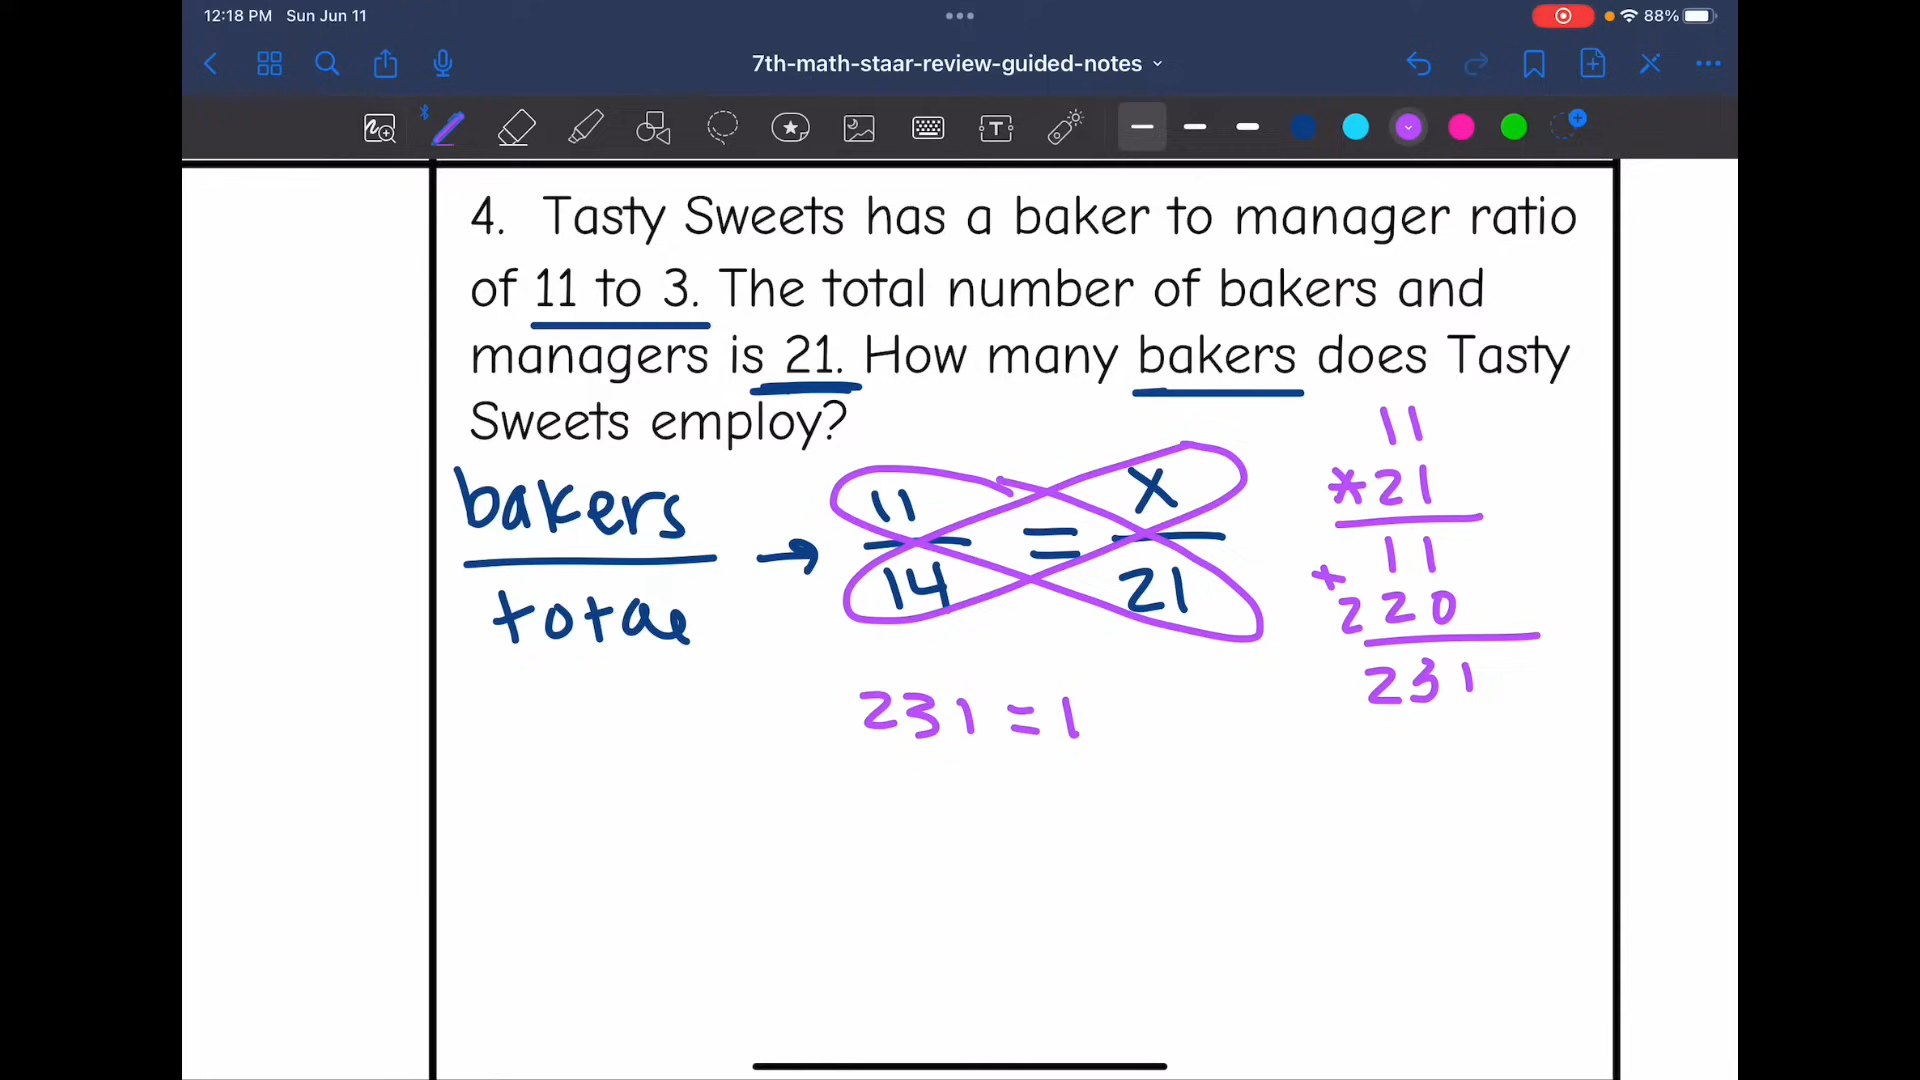 12:18 PM Sun Jun 11
88%
7th-math-staar-review-guided-notes
4. Tasty Sweets has a baker to manager ratio
of 11 to 3. The total number of bakers and
managers is 21. How many bakers does Tasty
Sweets employ?
bakers
total
→
11
14
=
X
21
11
*21
11
+
220
231
231 = 1